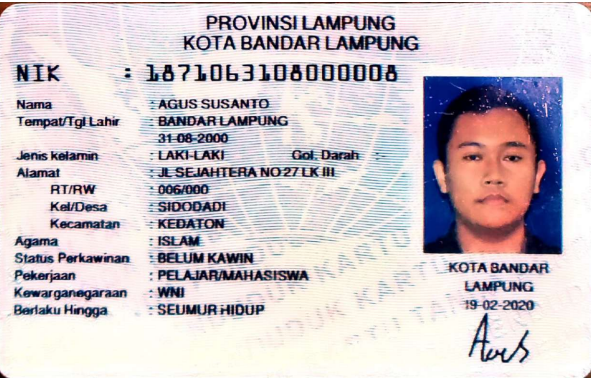 PROVINSI LAMPUNG
KOTA BANDAR LAMPUNG
NIK : 1871063108000008
Nama : AGUS SUSANTO
Tempat/Tgl Lahir : BANDAR LAMPUNG
31-08-2000
Jenis kelamin : LAKI-LAKI Gol. Darah :-
Alamat : JL SEJAHTERA NO 27 LK III
RT/RW : 006/000
Kel/Desa : SIDODADI
Kecamatan : KEDATON
Agama : ISLAM
Status Perkawinan : BELUM KAWIN
Pekerjaan : PELAJAR/MAHASISWA
Kewarganegaraan : WNI
Berlaku Hingga : SEUMUR HIDUP
KOTA BANDAR
LAMPUNG
19-02-2020